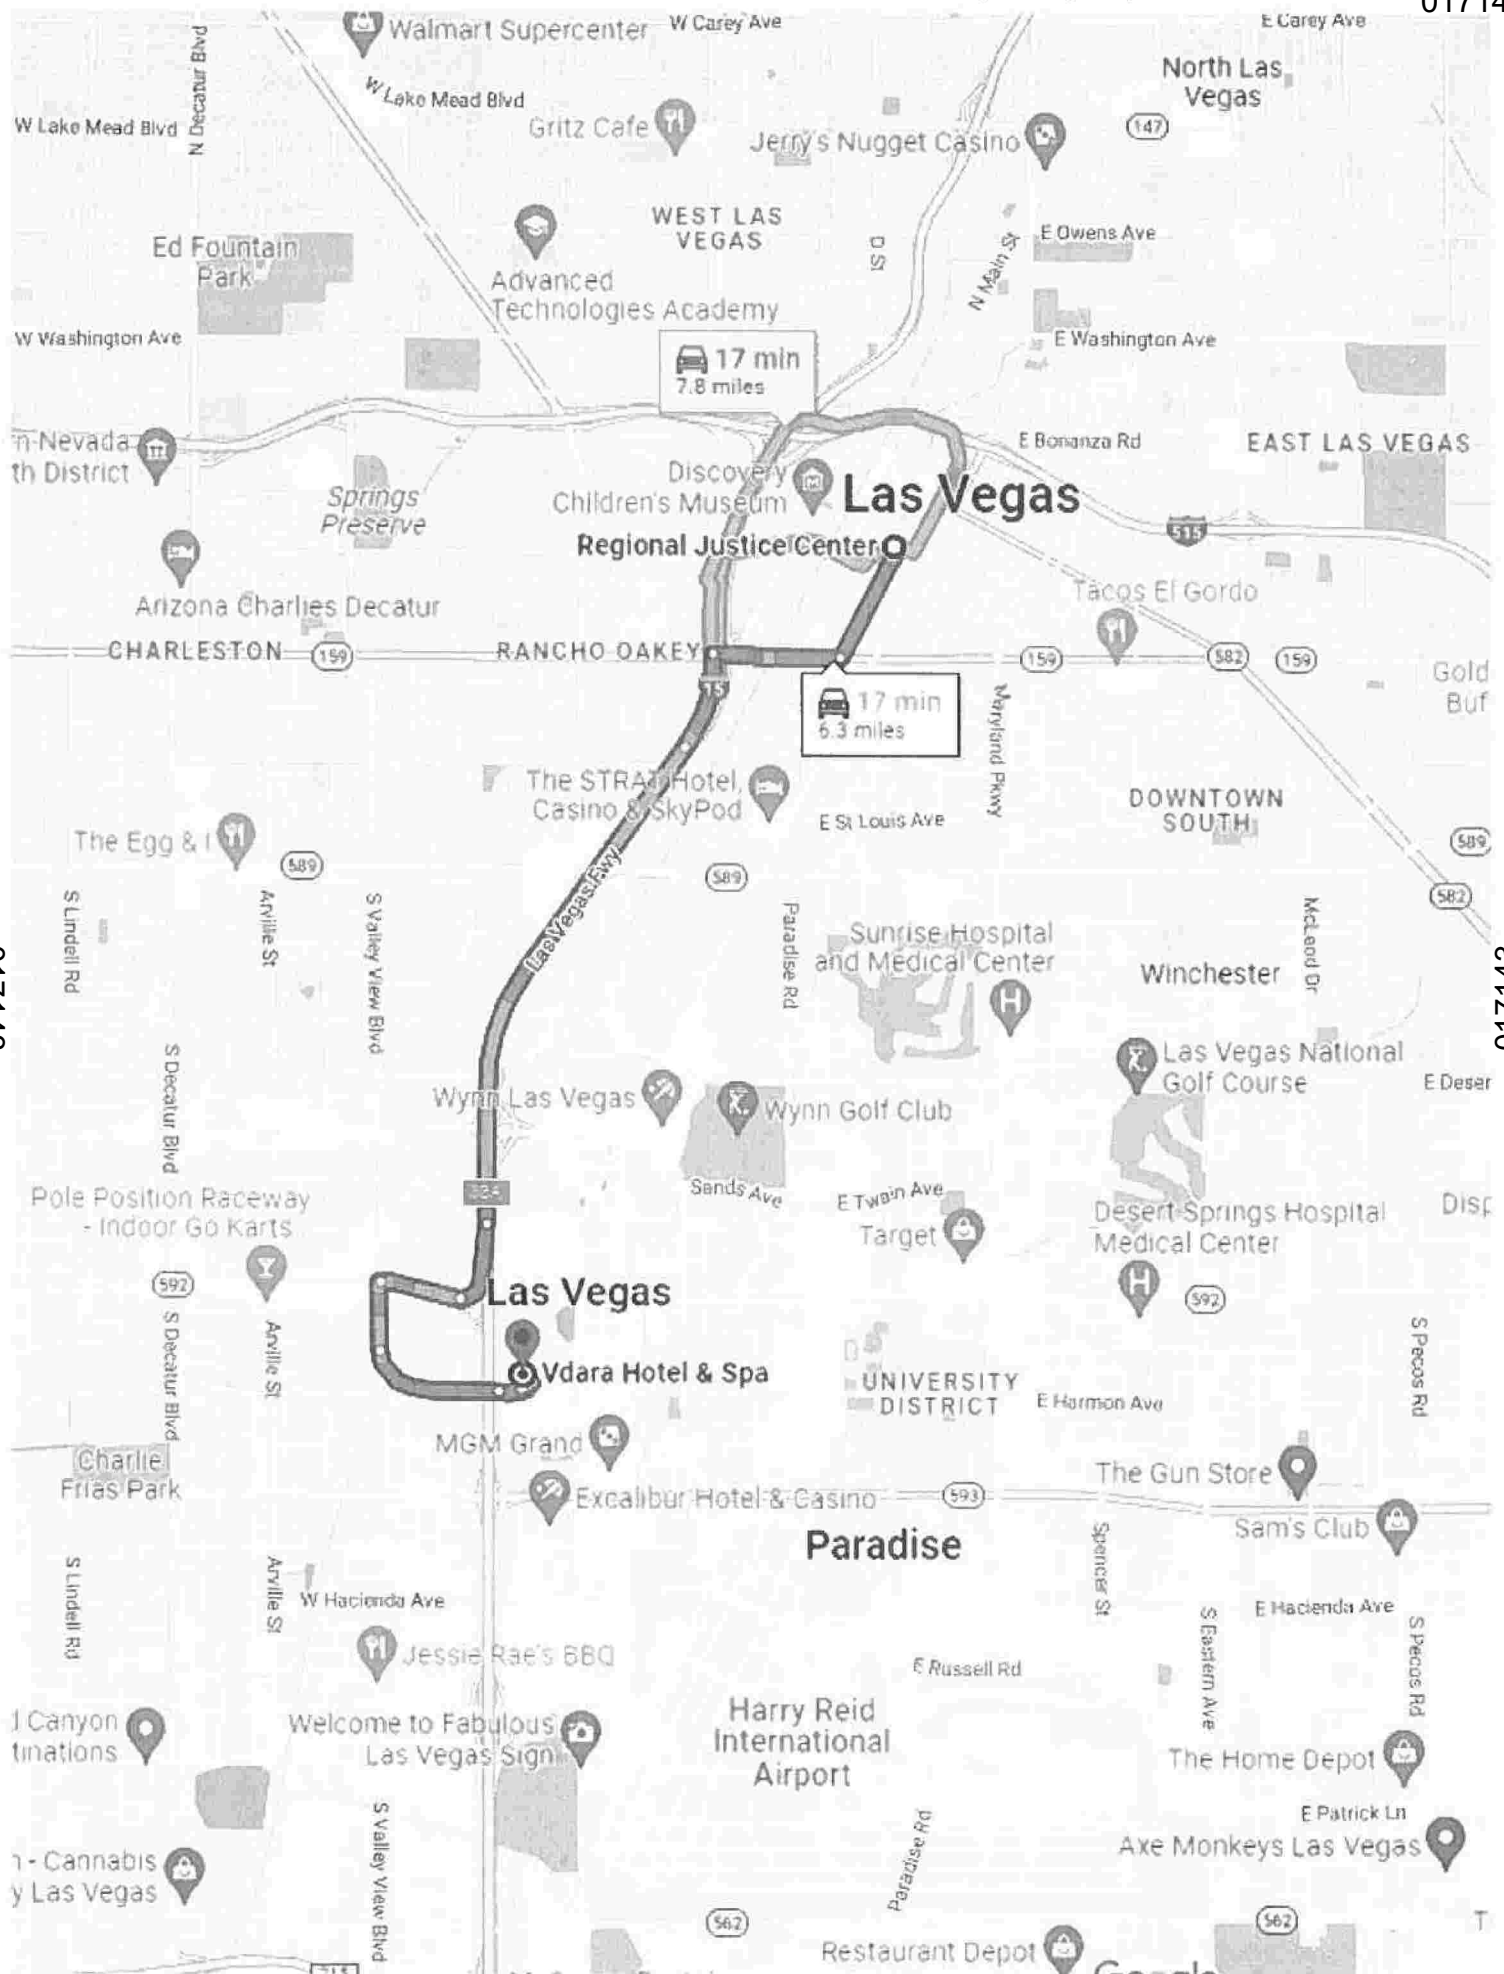 Walmart Supercenter
W Carey Ave
E Carey Ave
N Decatur Blvd
North Las
Vegas
W Lake Mead Blvd
W Lake Mead Blvd
Gritz Cafe
Jerry's Nugget Casino
147
WEST LAS
VEGAS
D St
N Main St
E Owens Ave
Ed Fountain
Park
Advanced
Technologies Academy
W Washington Ave
E Washington Ave
17 min
7.8 miles
E Bonanza Rd
EAST LAS VEGAS
n Nevada
th District
Discovery
Children's Museum
Las Vegas
Springs
Preserve
Regional Justice Center
515
Arizona Charlies Decatur
Tacos El Gordo
CHARLESTON
159
RANCHO OAKEY
159
582
159
15
Gold
Buf
17 min
6.3 miles
Maryland Pkwy
The STRAT Hotel,
Casino & SkyPod
E St Louis Ave
DOWNTOWN
SOUTH
The Egg & I
589
589
589
582
Las Vegas Fwy
S Lindell Rd
Arville St
S Valley View Blvd
Paradise Rd
McLeod Dr
Sunrise Hospital
and Medical Center
Winchester
017142
S Decatur Blvd
Las Vegas National
Golf Course
E Deser
Wynn Las Vegas
Wynn Golf Club
Sands Ave
E Twain Ave
Target
Pole Position Raceway
- Indoor Go Karts
Desert Springs Hospital
Medical Center
Disp
592
592
Las Vegas
S Decatur Blvd
Arville St
S Pecos Rd
Vdara Hotel & Spa
UNIVERSITY
DISTRICT
E Harmon Ave
MGM Grand
Charlie
Frias Park
The Gun Store
Excalibur Hotel & Casino
593
Sam's Club
Paradise
Spencer St
S Lindell Rd
Arville St
W Hacienda Ave
E Hacienda Ave
Jessie Rae's BBQ
E Russell Rd
S Eastern Ave
S Pecos Rd
Harry Reid
International
Airport
d Canyon
tinations
Welcome to Fabulous
Las Vegas Sign
The Home Depot
E Patrick Ln
Axe Monkeys Las Vegas
S Valley View Blvd
Paradise Rd
n - Cannabis
y Las Vegas
562
562
T
Restaurant Depot
Google
215